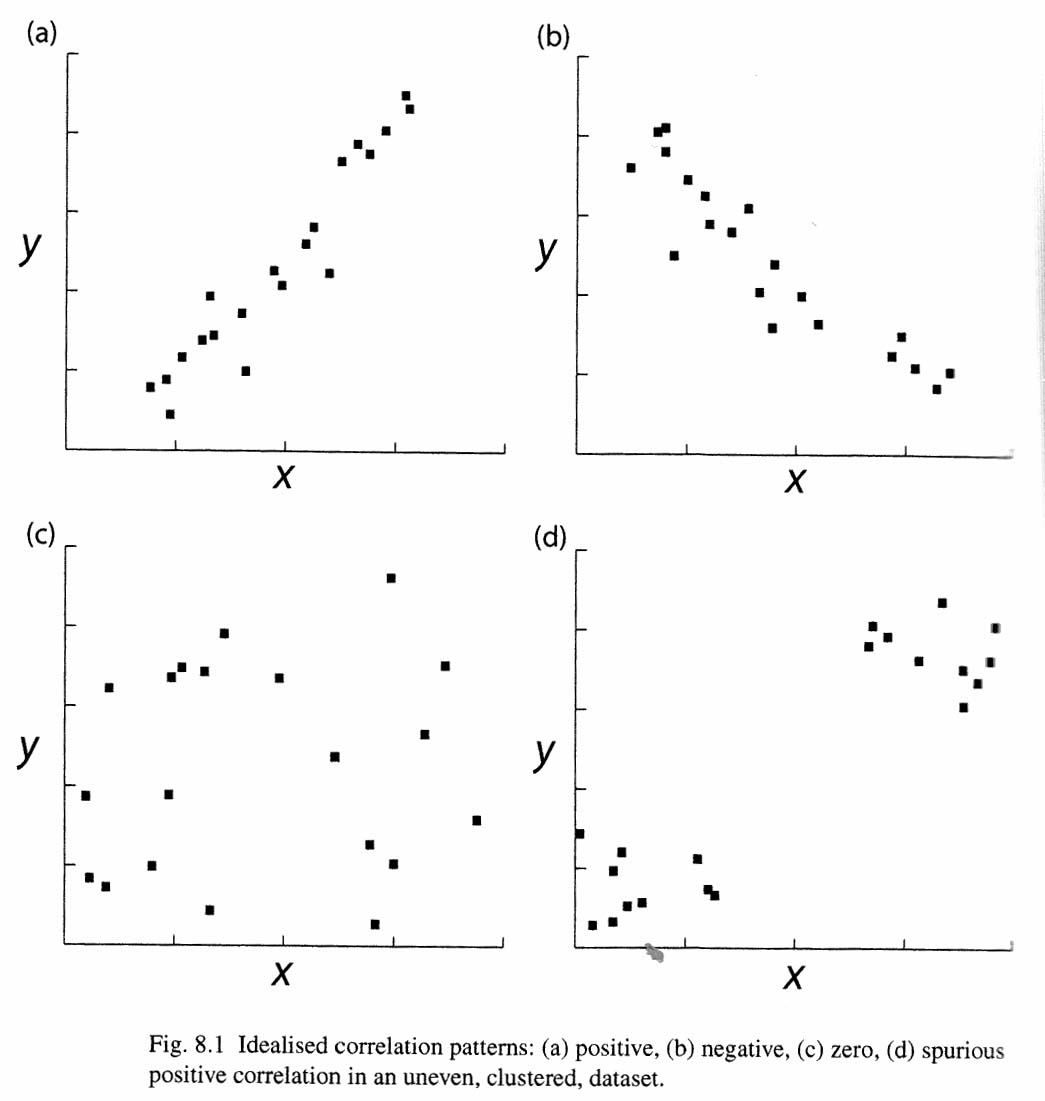 (a)
(b)
y
y
x
x
(c)
(d)
y
y
x
x
Fig. 8.1 Idealised correlation patterns: (a) positive, (b) negative, (c) zero, (d) spurious
positive correlation in an uneven, clustered, dataset.